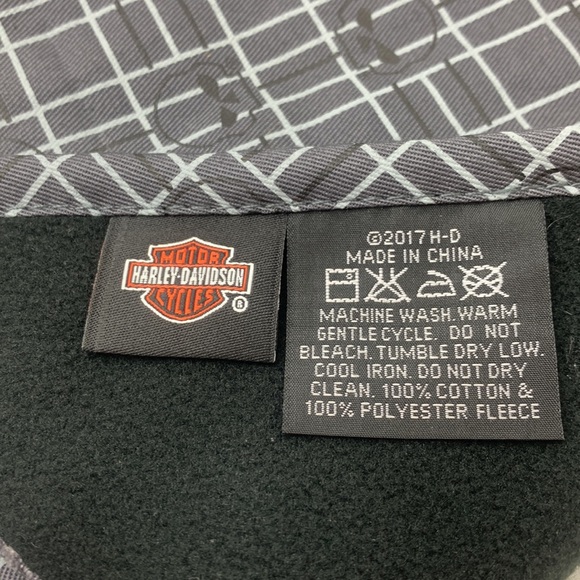 MOTOR
HARLEY-DAVIDSON
CYCLES
®
©2017 H-D
MADE IN CHINA
MACHINE WASH. WARM
GENTLE CYCLE. DO NOT
BLEACH. TUMBLE DRY LOW.
COOL IRON. DO NOT DRY
CLEAN. 100% COTTON &
100% POLYESTER FLEECE